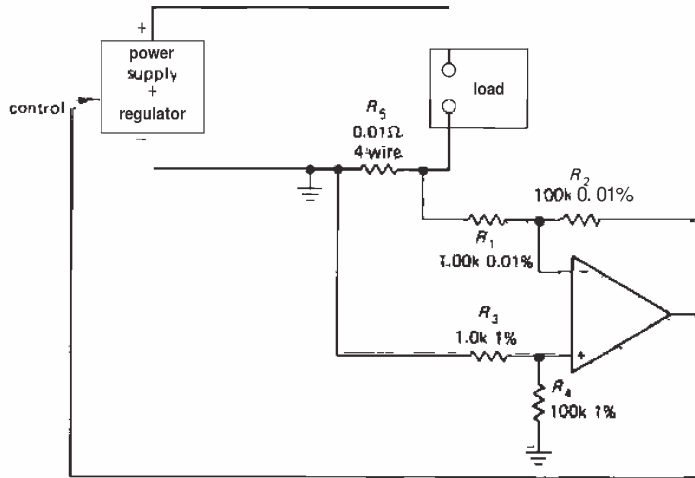 +
power
supply
+
regulator
−
control
load
R5
0.01Ω
4-wire
R2
100k 0.01%
R1
1.00k 0.01%
−
R3
1.0k 1%
+
R4
100k 1%